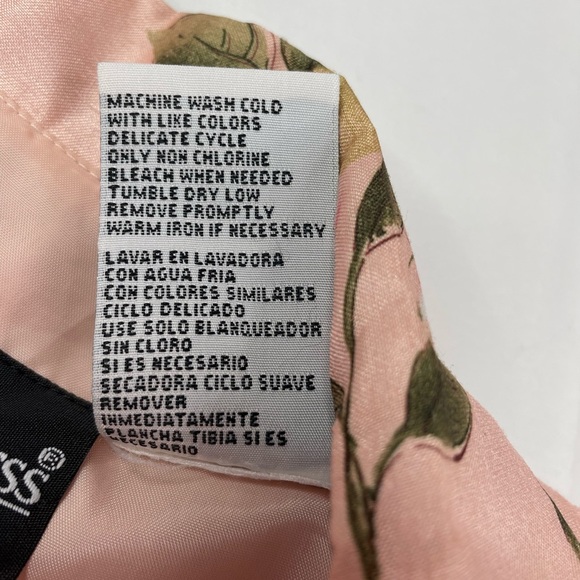 MACHINE WASH COLD
WITH LIKE COLORS
DELICATE CYCLE
ONLY NON CHLORINE
BLEACH WHEN NEEDED
TUMBLE DRY LOW
REMOVE PROMPTLY
WARM IRON IF NECESSARY
LAVAR EN LAVADORA
CON AGUA FRIA
CON COLORES SIMILARES
CICLO DELICADO
USE SOLO BLANQUEADOR
SIN CLORO
SI ES NECESARIO
SECADORA CICLO SUAVE
REMOVER
INMEDIATAMENTE
PLANCHA TIBIA SI ES
NECESARIO
SS®